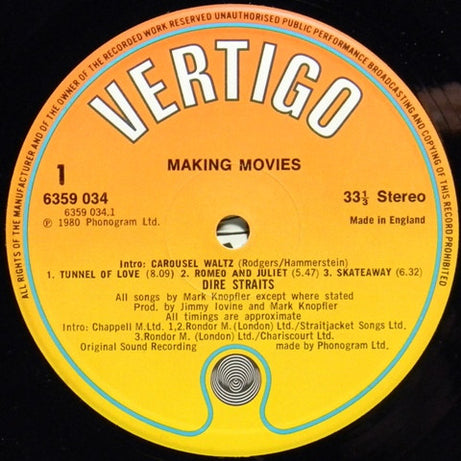 ALL RIGHTS OF THE MANUFACTURER AND OF THE OWNER OF THE RECORDED WORK RESERVED UNAUTHORISED PUBLIC PERFORMANCE BROADCASTING AND COPYING OF THIS RECORD PROHIBITED
VERTIGO
MAKING MOVIES
1
6359 034
33⅓ Stereo
6359 034.1
Made in England
℗ 1980 Phonogram Ltd.
Intro: CAROUSEL WALTZ (Rodgers/Hammerstein)
1. TUNNEL OF LOVE (8.09) 2. ROMEO AND JULIET (5.47) 3. SKATEAWAY (6.32)
DIRE STRAITS
All songs by Mark Knopfler except where stated
Prod. by Jimmy Iovine and Mark Knopfler
All timings are approximate
Intro: Chappell M.Ltd. 1,2.Rondor M.(London) Ltd./Straitjacket Songs Ltd.
3.Rondor M. (London) Ltd./Chariscourt Ltd.
Original Sound Recording made by Phonogram Ltd.